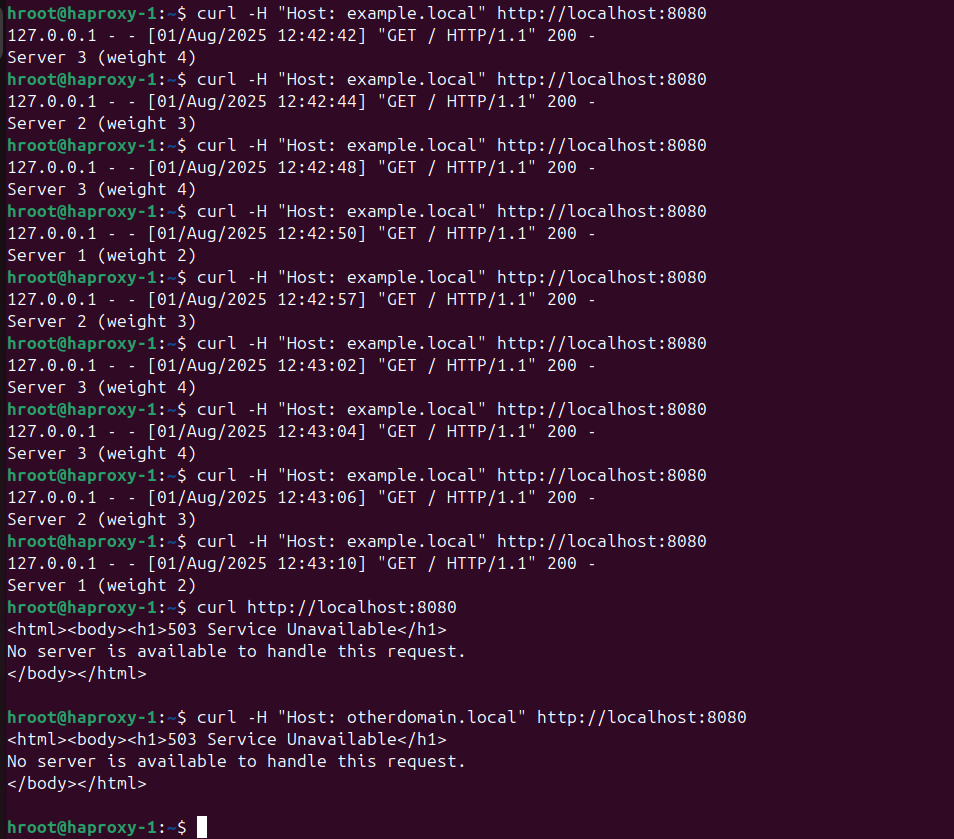 hroot@haproxy-1:~$ curl -H "Host: example.local" http://localhost:8080
127.0.0.1 - - [01/Aug/2025 12:42:42] "GET / HTTP/1.1" 200 -
Server 3 (weight 4)
hroot@haproxy-1:~$ curl -H "Host: example.local" http://localhost:8080
127.0.0.1 - - [01/Aug/2025 12:42:44] "GET / HTTP/1.1" 200 -
Server 2 (weight 3)
hroot@haproxy-1:~$ curl -H "Host: example.local" http://localhost:8080
127.0.0.1 - - [01/Aug/2025 12:42:48] "GET / HTTP/1.1" 200 -
Server 3 (weight 4)
hroot@haproxy-1:~$ curl -H "Host: example.local" http://localhost:8080
127.0.0.1 - - [01/Aug/2025 12:42:50] "GET / HTTP/1.1" 200 -
Server 1 (weight 2)
hroot@haproxy-1:~$ curl -H "Host: example.local" http://localhost:8080
127.0.0.1 - - [01/Aug/2025 12:42:57] "GET / HTTP/1.1" 200 -
Server 2 (weight 3)
hroot@haproxy-1:~$ curl -H "Host: example.local" http://localhost:8080
127.0.0.1 - - [01/Aug/2025 12:43:02] "GET / HTTP/1.1" 200 -
Server 3 (weight 4)
hroot@haproxy-1:~$ curl -H "Host: example.local" http://localhost:8080
127.0.0.1 - - [01/Aug/2025 12:43:04] "GET / HTTP/1.1" 200 -
Server 3 (weight 4)
hroot@haproxy-1:~$ curl -H "Host: example.local" http://localhost:8080
127.0.0.1 - - [01/Aug/2025 12:43:06] "GET / HTTP/1.1" 200 -
Server 2 (weight 3)
hroot@haproxy-1:~$ curl -H "Host: example.local" http://localhost:8080
127.0.0.1 - - [01/Aug/2025 12:43:10] "GET / HTTP/1.1" 200 -
Server 1 (weight 2)
hroot@haproxy-1:~$ curl http://localhost:8080
<html><body><h1>503 Service Unavailable</h1>
No server is available to handle this request.
</body></html>
hroot@haproxy-1:~$ curl -H "Host: otherdomain.local" http://localhost:8080
<html><body><h1>503 Service Unavailable</h1>
No server is available to handle this request.
</body></html>
hroot@haproxy-1:~$